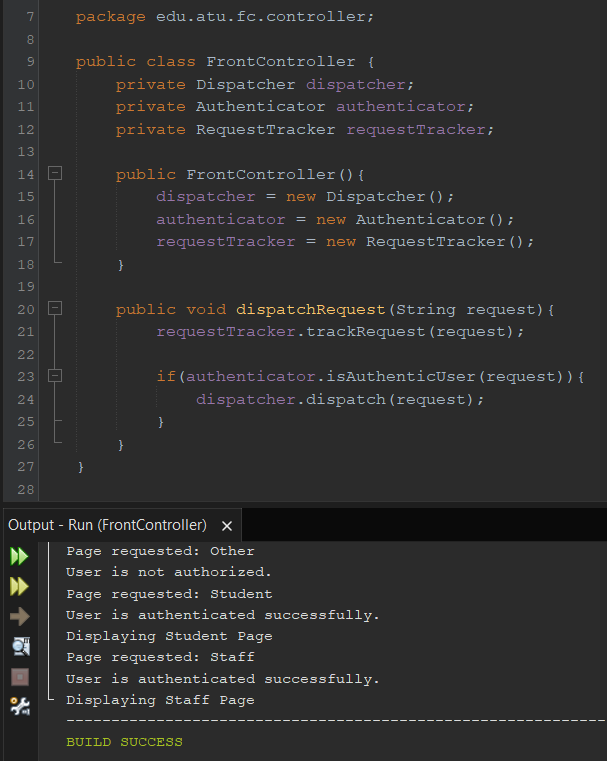 7 package edu.atu.fc.controller;
8
9 public class FrontController {
10 private Dispatcher dispatcher;
11 private Authenticator authenticator;
12 private RequestTracker requestTracker;
13
14 public FrontController(){
15 dispatcher = new Dispatcher();
16 authenticator = new Authenticator();
17 requestTracker = new RequestTracker();
18 }
19
20 public void dispatchRequest(String request){
21 requestTracker.trackRequest(request);
22
23 if(authenticator.isAuthenticUser(request)){
24 dispatcher.dispatch(request);
25 }
26 }
27 }
28
Output - Run (FrontController) ×
Page requested: Other
User is not authorized.
Page requested: Student
User is authenticated successfully.
Displaying Student Page
Page requested: Staff
User is authenticated successfully.
Displaying Staff Page
------------------------------------------------------------
BUILD SUCCESS